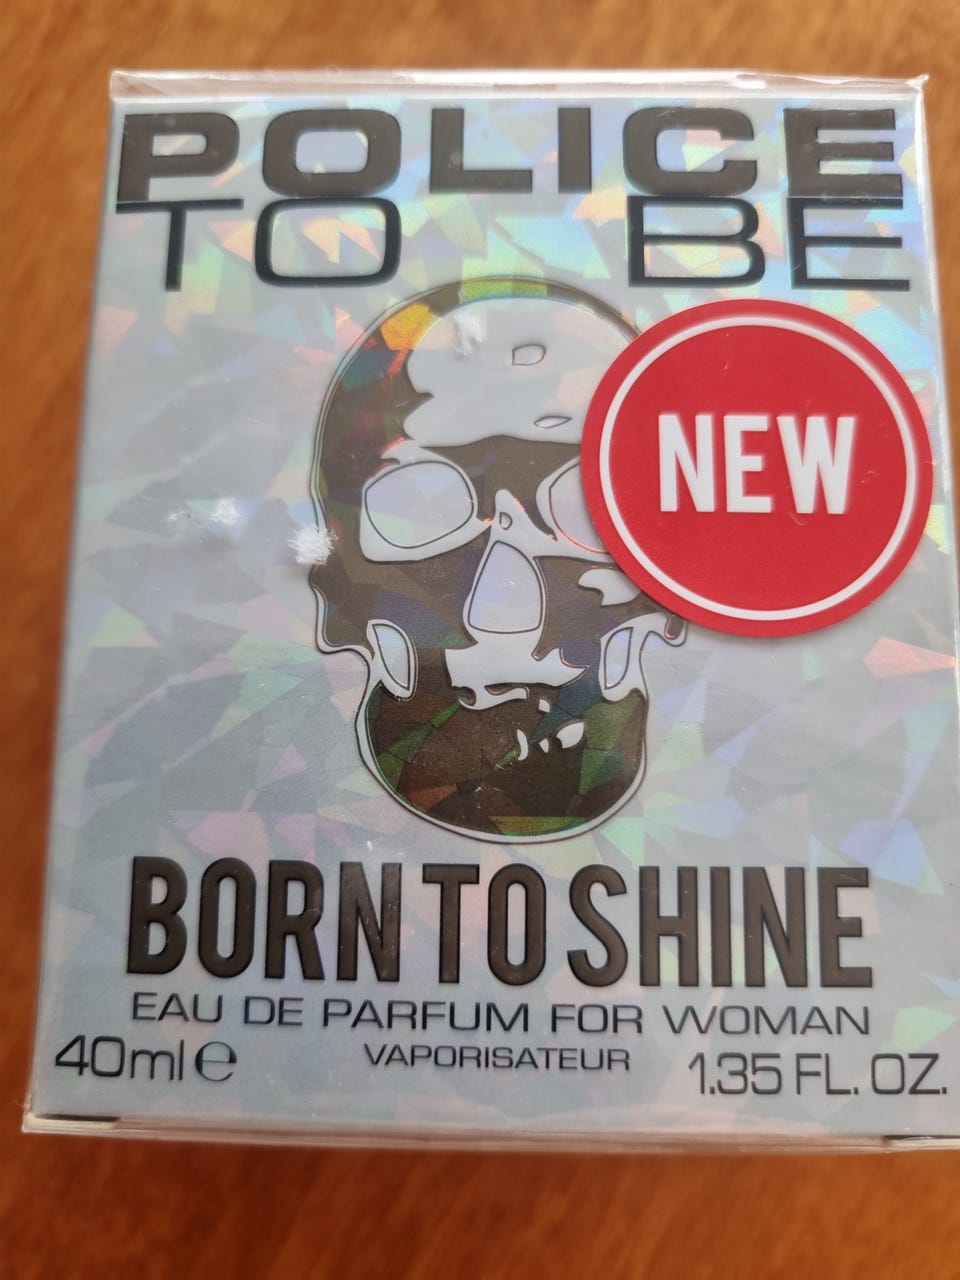 POLICE
TO BE
NEW
BORN TO SHINE
EAU DE PARFUM FOR WOMAN
40ml ℮ VAPORISATEUR 1.35 FL. OZ.